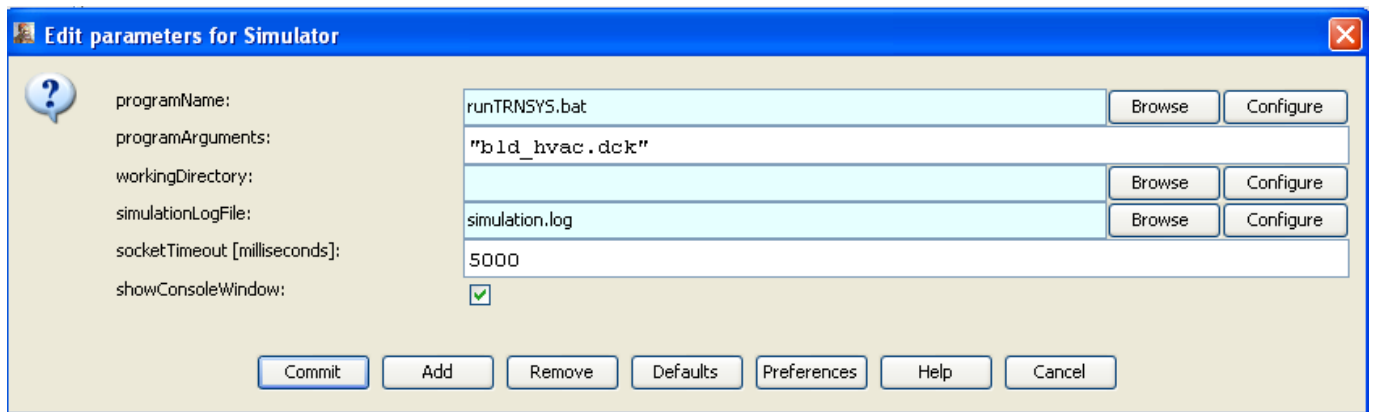 Edit parameters for Simulator
programName:
runTRNSYS.bat
Browse
Configure
programArguments:
"bld_hvac.dck"
workingDirectory:
Browse
Configure
simulationLogFile:
simulation.log
Browse
Configure
socketTimeout [milliseconds]:
5000
showConsoleWindow:
Commit
Add
Remove
Defaults
Preferences
Help
Cancel